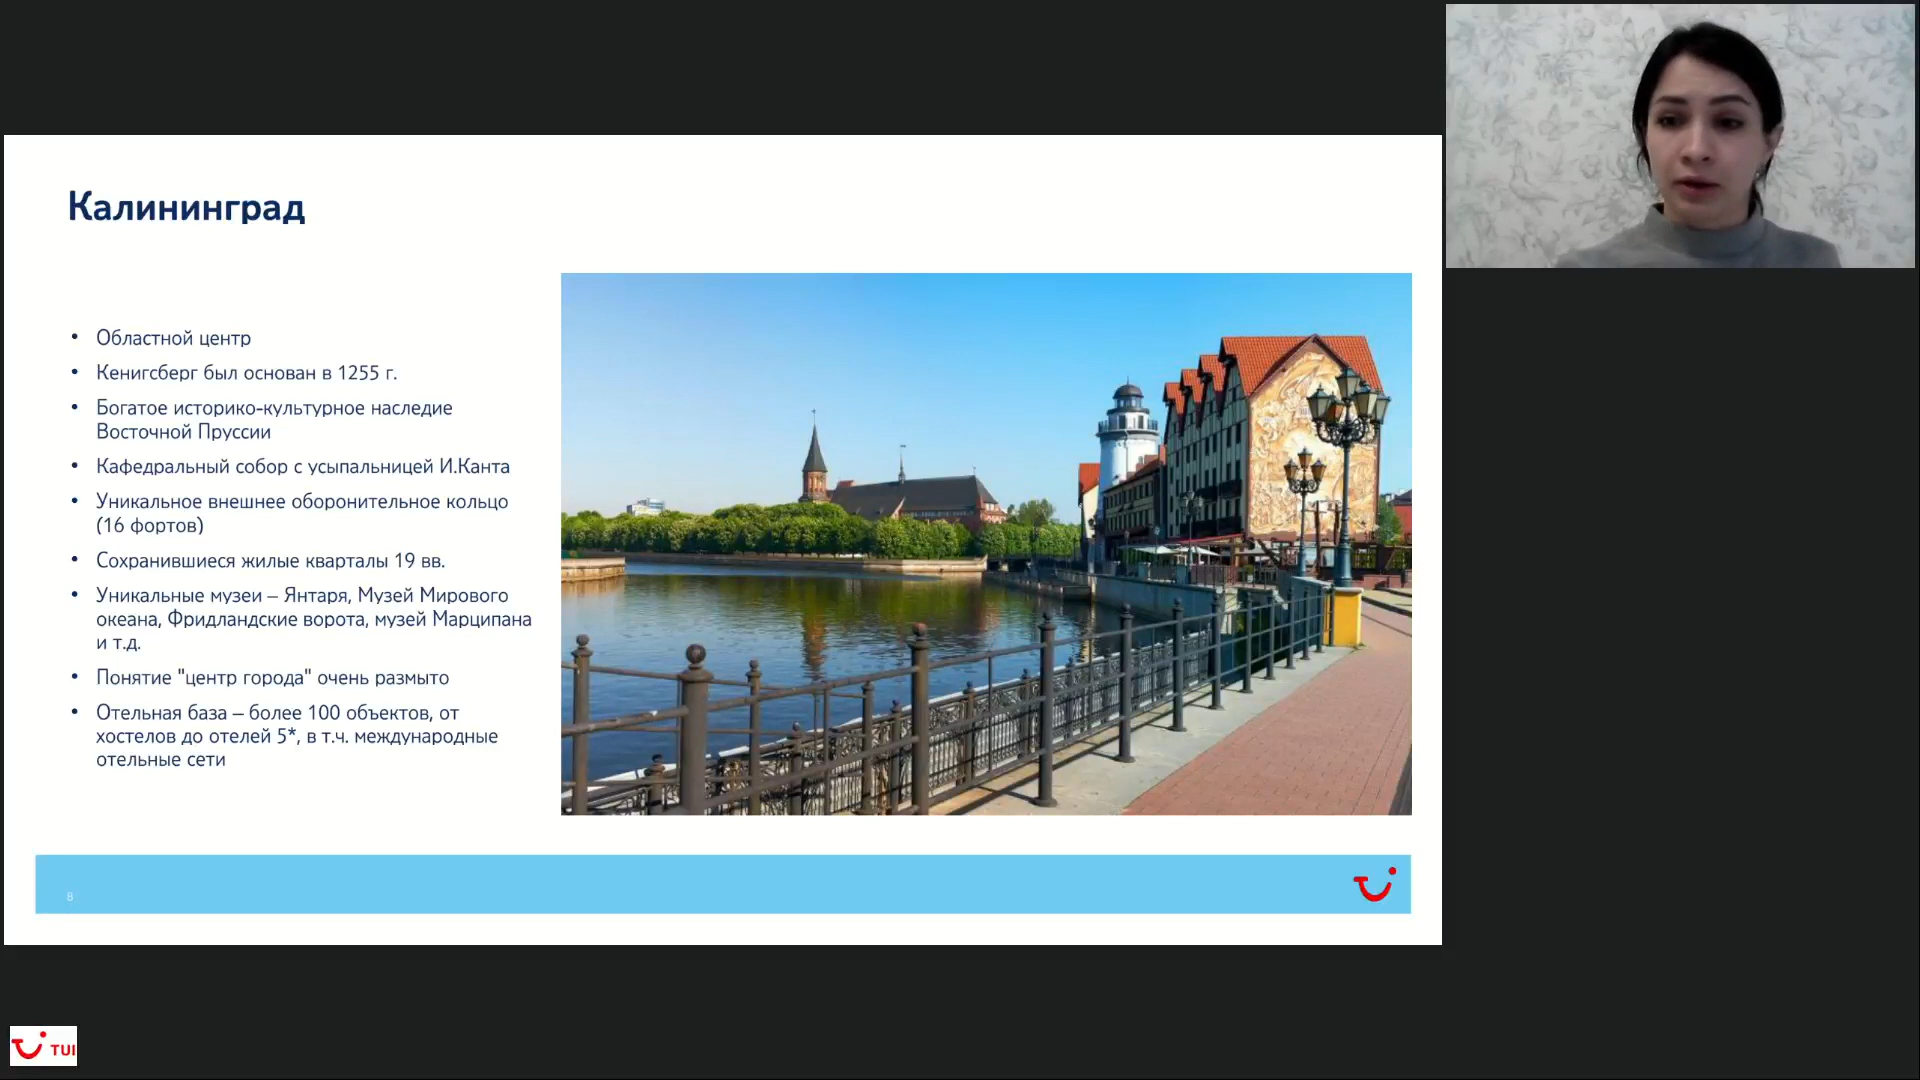 Калининград
• Областной центр
• Кенигсберг был основан в 1255 г.
• Богатое историко-культурное наследие
Восточной Пруссии
• Кафедральный собор с усыпальницей И.Канта
• Уникальное внешнее оборонительное кольцо
(16 фортов)
• Сохранившиеся жилые кварталы 19 вв.
• Уникальные музеи – Янтаря, Музей Мирового
океана, Фридландские ворота, музей Марципана
и т.д.
• Понятие "центр города" очень размыто
• Отельная база – более 100 объектов, от
хостелов до отелей 5*, в т.ч. международные
отельные сети
8
TUI